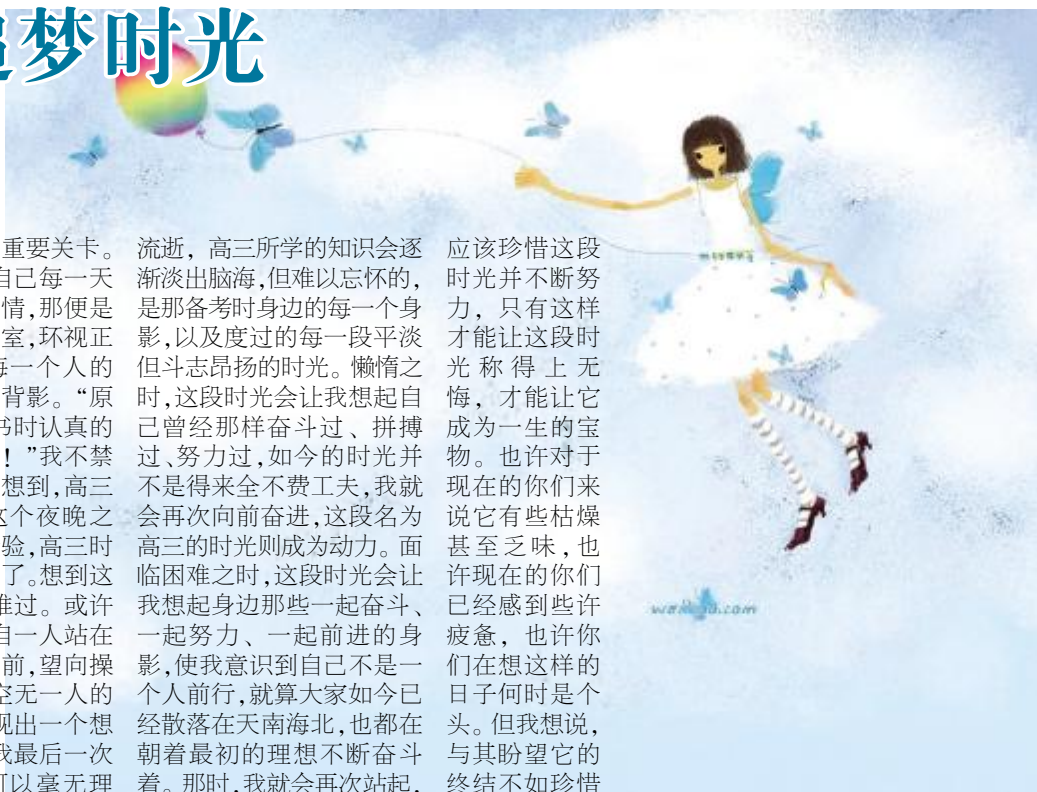 梦时光
重要关卡。
自己每一天
情,那便是
室,环视正
每一个人的
背影。“原
书时认真的
！”我不禁
想到,高三
这个夜晚之
验,高三时
了。想到这
难过。或许
自一人站在
前,望向操
空无一人的
现出一个想
我最后一次
可以毫无理
流逝，高三所学的知识会逐
渐淡出脑海,但难以忘怀的,
是那备考时身边的每一个身
影,以及度过的每一段平淡
但斗志昂扬的时光。懒惰之
时,这段时光会让我想起自
己曾经那样奋斗过、拼搏
过、努力过,如今的时光并
不是得来全不费工夫,我就
会再次向前奋进,这段名为
高三的时光则成为动力。面
临困难之时,这段时光会让
我想起身边那些一起奋斗、
一起努力、一起前进的身
影,使我意识到自己不是一
个人前行,就算大家如今已
经散落在天南海北,也都在
朝着最初的理想不断奋斗
着。那时,我就会再次站起,
应该珍惜这段
时光并不断努
力，只有这样
才能让这段时
光称得上无
悔，才能让它
成为一生的宝
物。也许对于
现在的你们来
说它有些枯燥
甚至乏味,也
许现在的你们
已经感到些许
疲惫，也许你
们在想这样的
日子何时是个
头。但我想说,
与其盼望它的
终结不如珍惜